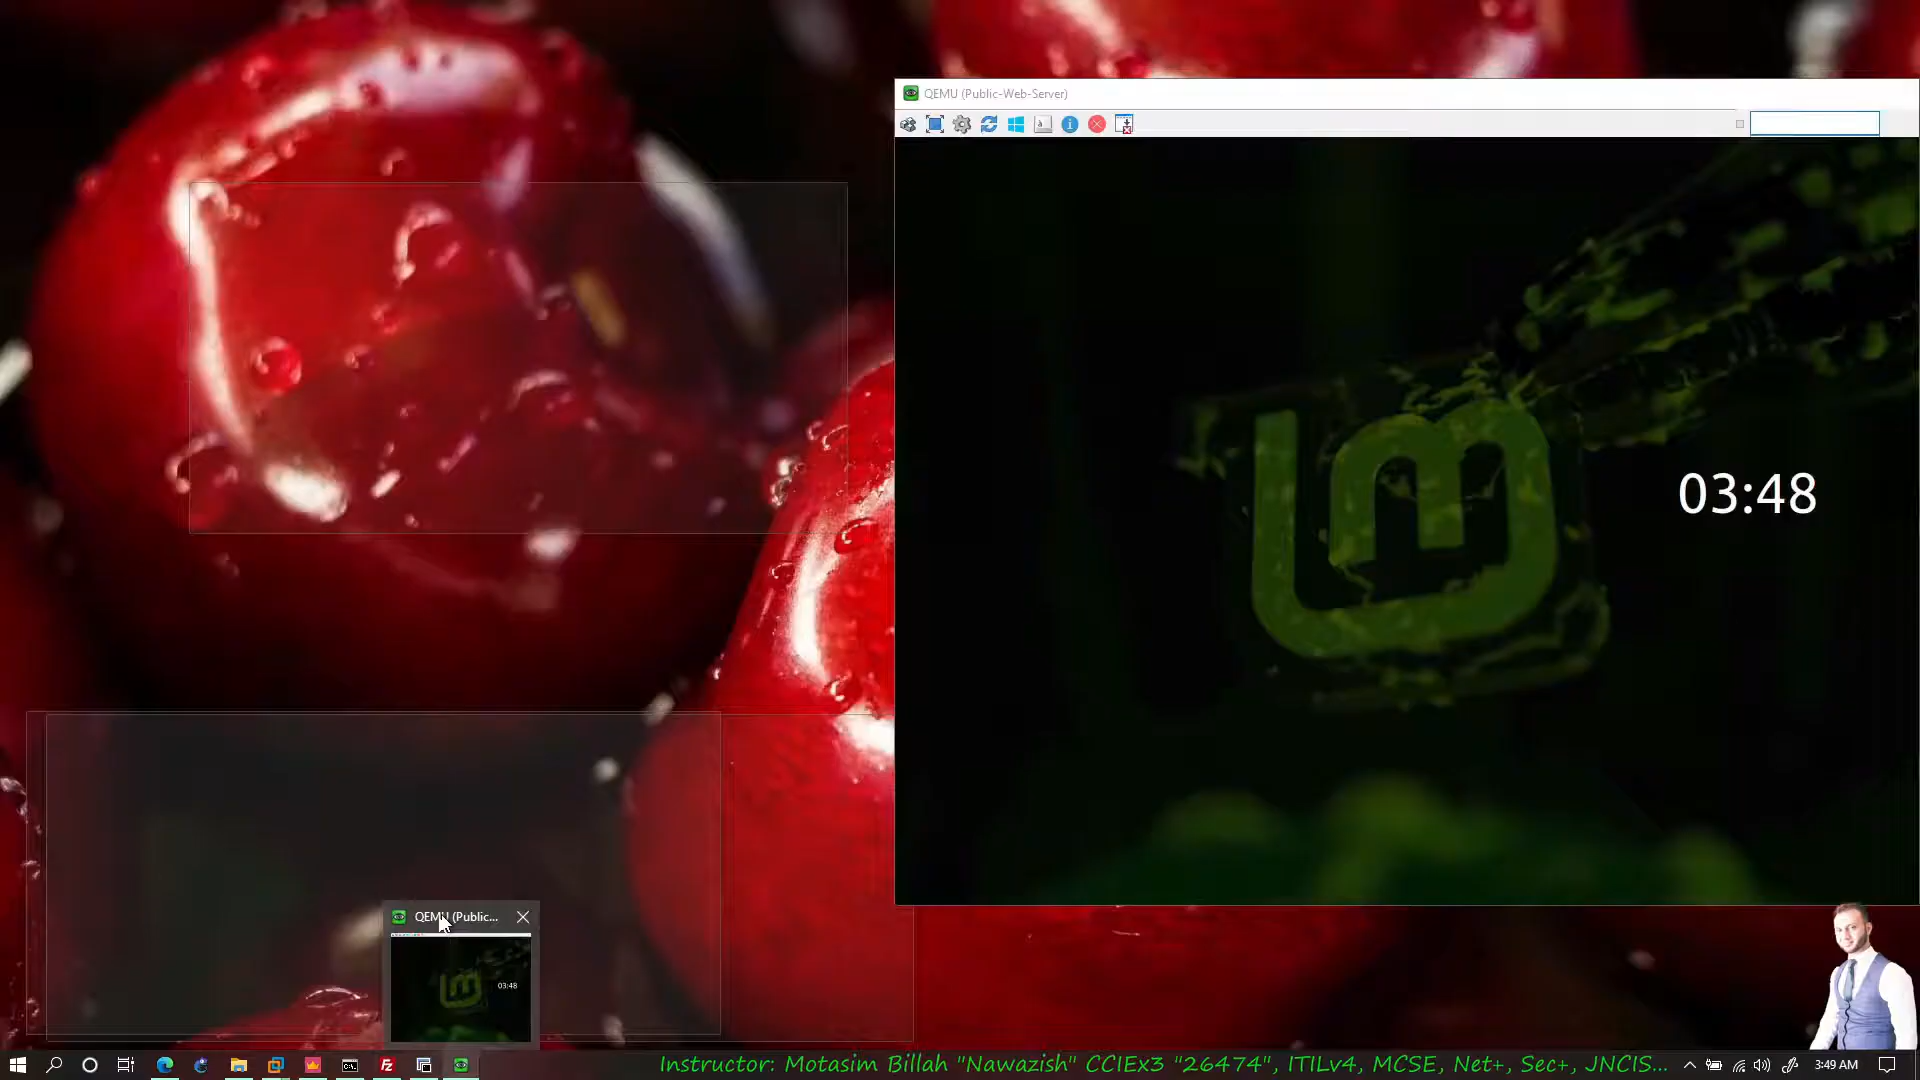 QEMU (Public-Web-Server)
03:48
QEMU (Public...
03:48
Instructor: Motasim Billah "Nawazish" CCIEx3 "26474", ITILv4, MCSE, Net+, Sec+, JNCIS...
3:49 AM